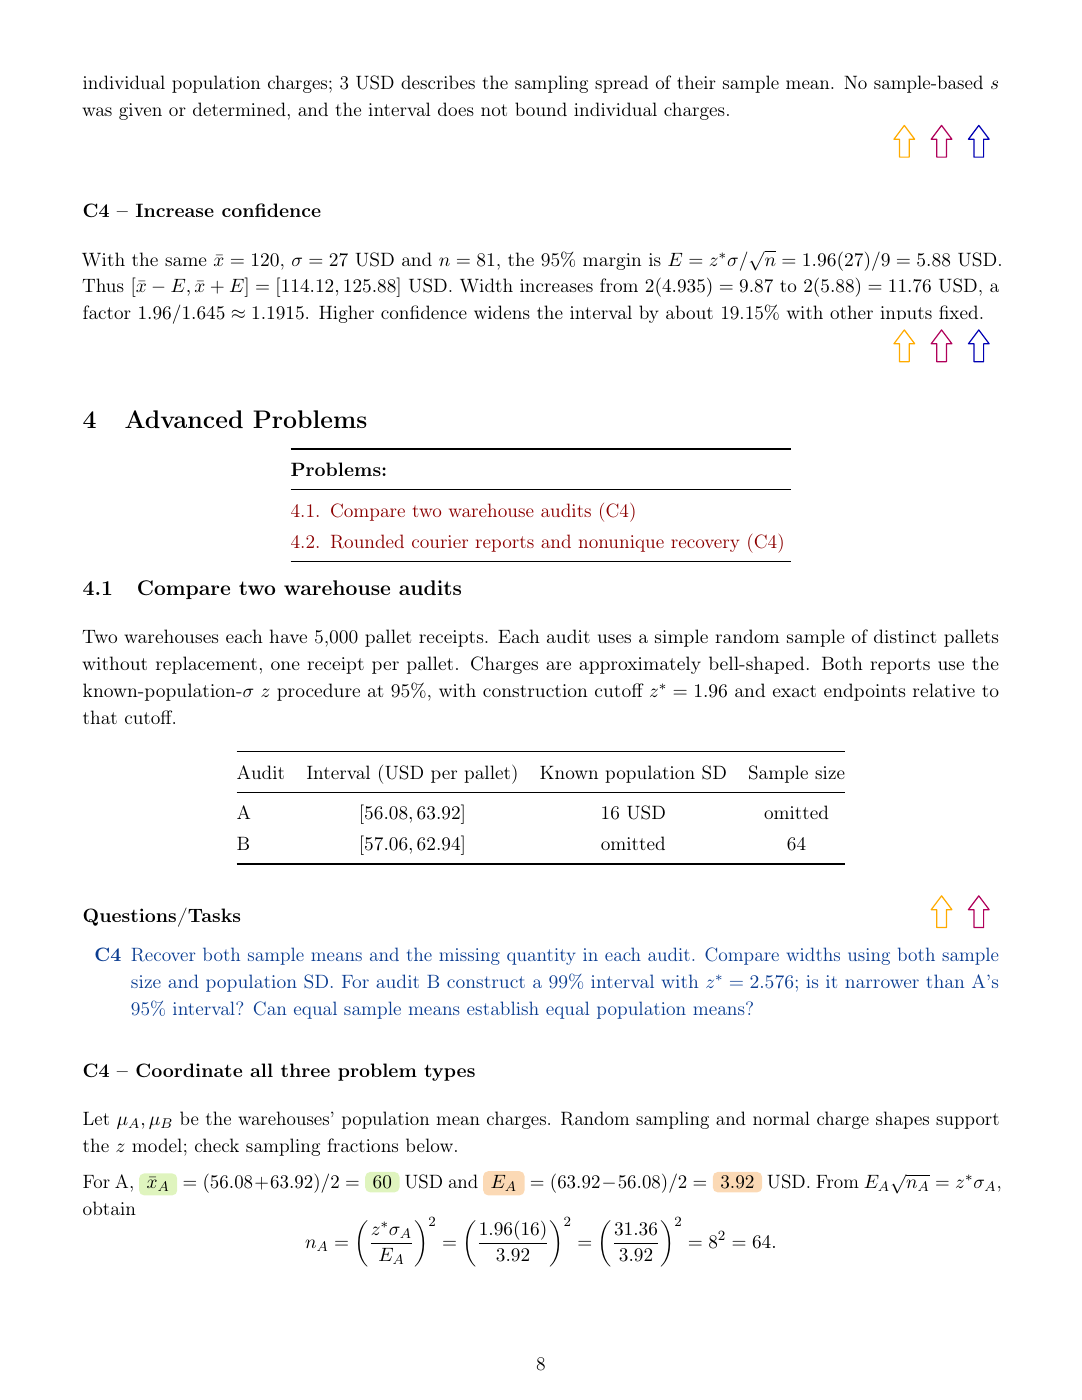 individual population charges; 3 USD describes the sampling spread of their sample mean. No sample-based s
was given or determined, and the interval does not bound individual charges.
C4 – Increase confidence
With the same x̄ = 120, σ = 27 USD and n = 81, the 95% margin is E = z*σ/√n = 1.96(27)/9 = 5.88 USD.
Thus [x̄ − E, x̄ + E] = [114.12, 125.88] USD. Width increases from 2(4.935) = 9.87 to 2(5.88) = 11.76 USD, a
factor 1.96/1.645 ≈ 1.1915. Higher confidence widens the interval by about 19.15% with other inputs fixed.
4 Advanced Problems
Problems:
4.1. Compare two warehouse audits (C4)
4.2. Rounded courier reports and nonunique recovery (C4)
4.1 Compare two warehouse audits
Two warehouses each have 5,000 pallet receipts. Each audit uses a simple random sample of distinct pallets
without replacement, one receipt per pallet. Charges are approximately bell-shaped. Both reports use the
known-population-σ z procedure at 95%, with construction cutoff z* = 1.96 and exact endpoints relative to
that cutoff.
Audit Interval (USD per pallet) Known population SD Sample size
A [56.08, 63.92] 16 USD omitted
B [57.06, 62.94] omitted 64
Questions/Tasks
C4 Recover both sample means and the missing quantity in each audit. Compare widths using both sample
size and population SD. For audit B construct a 99% interval with z* = 2.576; is it narrower than A's
95% interval? Can equal sample means establish equal population means?
C4 – Coordinate all three problem types
Let μ_A, μ_B be the warehouses' population mean charges. Random sampling and normal charge shapes support
the z model; check sampling fractions below.
For A, x̄_A = (56.08+63.92)/2 = 60 USD and E_A = (63.92−56.08)/2 = 3.92 USD. From E_A√n_A = z*σ_A,
obtain
n_A = (z*σ_A / E_A)² = (1.96(16) / 3.92)² = (31.36 / 3.92)² = 8² = 64.
8